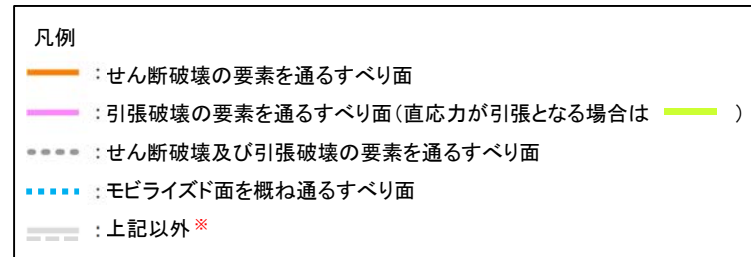 凡例
：せん断破壊の要素を通るすべり面
：引張破壊の要素を通るすべり面（直応力が引張となる場合は　　　）
：せん断破壊及び引張破壊の要素を通るすべり面
：モビライズド面を概ね通るすべり面
：上記以外※